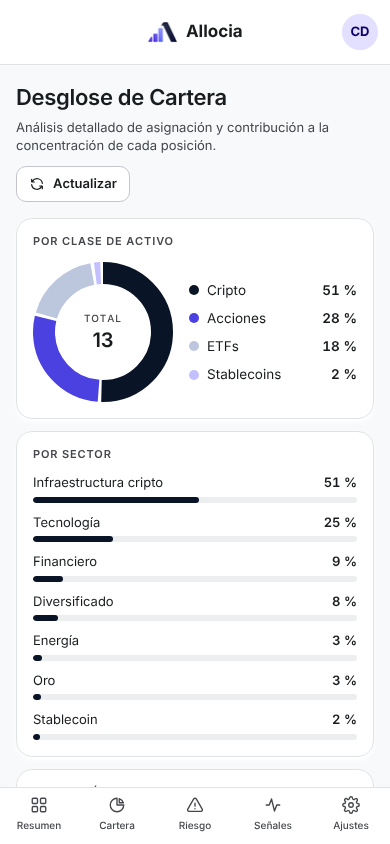 Allocia
CD
Desglose de Cartera
Análisis detallado de asignación y contribución a la
concentración de cada posición.
Actualizar
POR CLASE DE ACTIVO
TOTAL
13
Cripto 51 %
Acciones 28 %
ETFs 18 %
Stablecoins 2 %
POR SECTOR
Infraestructura cripto 51 %
Tecnología 25 %
Financiero 9 %
Diversificado 8 %
Energía 3 %
Oro 3 %
Stablecoin 2 %
Resumen Cartera Riesgo Señales Ajustes